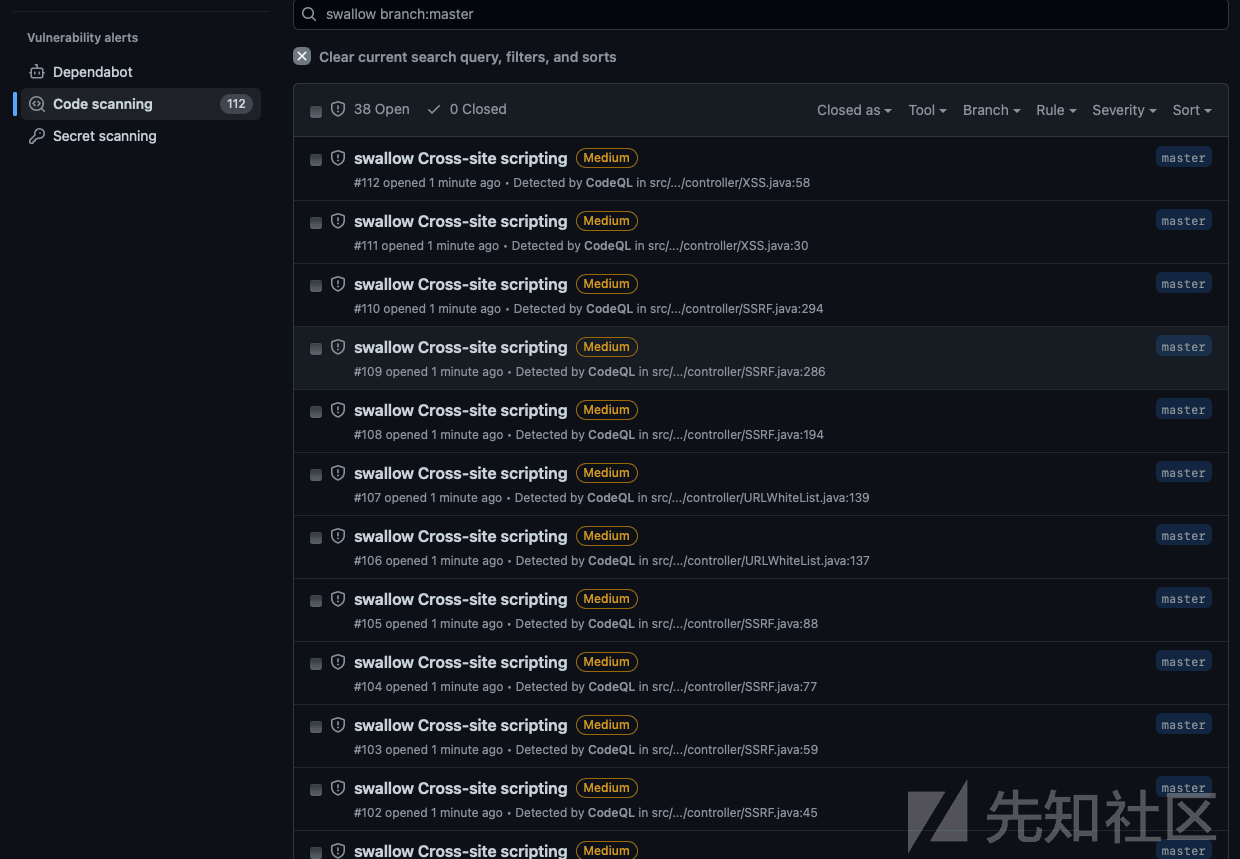 swallow branch:master
Vulnerability alerts
Clear current search query, filters, and sorts
Dependabot
Code scanning 112
Secret scanning
38 Open 0 Closed Closed as Tool Branch Rule Severity Sort
swallow Cross-site scripting Medium master
#112 opened 1 minute ago • Detected by CodeQL in src/.../controller/XSS.java:58
swallow Cross-site scripting Medium master
#111 opened 1 minute ago • Detected by CodeQL in src/.../controller/XSS.java:30
swallow Cross-site scripting Medium master
#110 opened 1 minute ago • Detected by CodeQL in src/.../controller/SSRF.java:294
swallow Cross-site scripting Medium master
#109 opened 1 minute ago • Detected by CodeQL in src/.../controller/SSRF.java:286
swallow Cross-site scripting Medium master
#108 opened 1 minute ago • Detected by CodeQL in src/.../controller/SSRF.java:194
swallow Cross-site scripting Medium master
#107 opened 1 minute ago • Detected by CodeQL in src/.../controller/URLWhiteList.java:139
swallow Cross-site scripting Medium master
#106 opened 1 minute ago • Detected by CodeQL in src/.../controller/URLWhiteList.java:137
swallow Cross-site scripting Medium master
#105 opened 1 minute ago • Detected by CodeQL in src/.../controller/SSRF.java:88
swallow Cross-site scripting Medium master
#104 opened 1 minute ago • Detected by CodeQL in src/.../controller/SSRF.java:77
swallow Cross-site scripting Medium master
#103 opened 1 minute ago • Detected by CodeQL in src/.../controller/SSRF.java:59
swallow Cross-site scripting Medium master
#102 opened 1 minute ago • Detected by CodeQL in src/.../controller/SSRF.java:45
先知社区
swallow Cross-site scripting Medium master